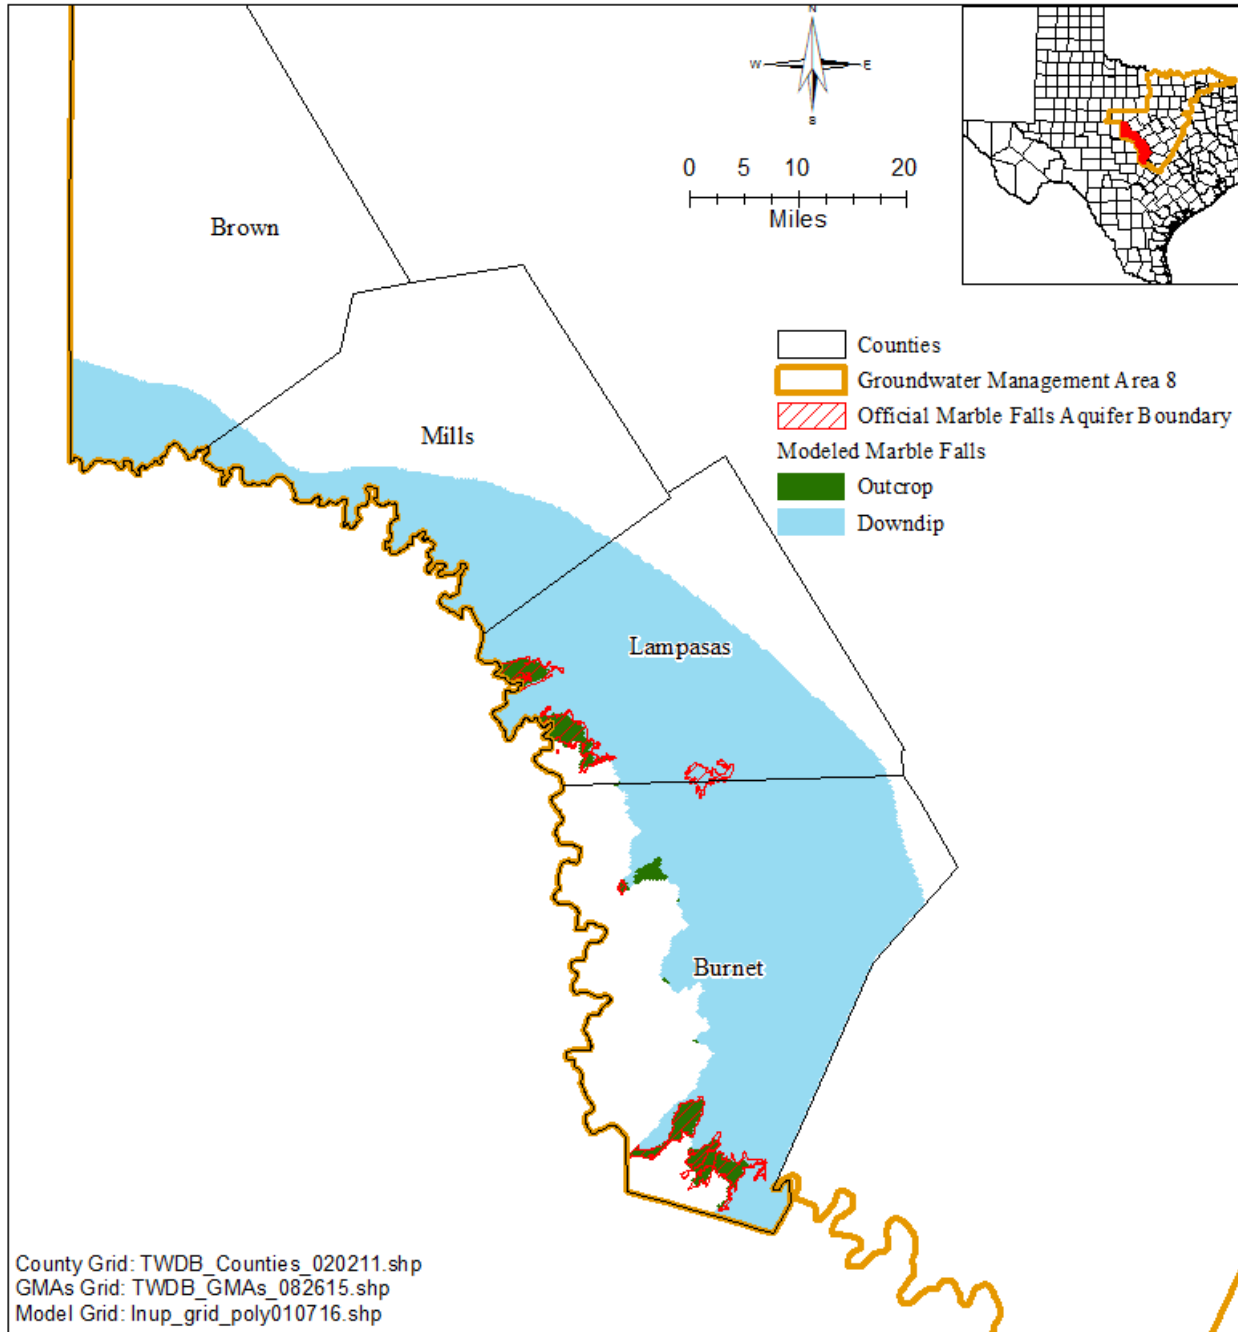 N
W E
S
0 5 10 20
Miles
Brown
Counties
Groundwater Management Area 8
Official Marble Falls Aquifer Boundary
Mills
Modeled Marble Falls
Outcrop
Downdip
Lampasas
Burnet
County Grid: TWDB_Counties_020211.shp
GMAs Grid: TWDB_GMAs_082615.shp
Model Grid: lnup_grid_poly010716.shp